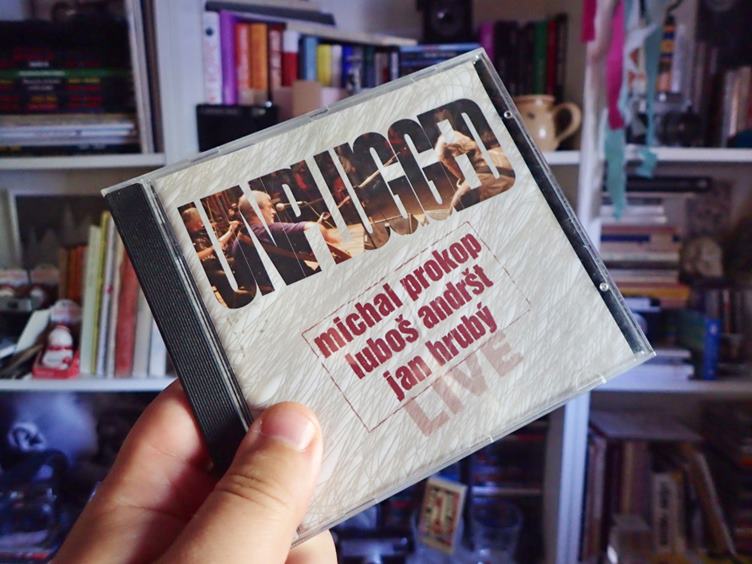 UNPLUGGED
michal prokop
luboš andršt
jan hrubý
LIVE